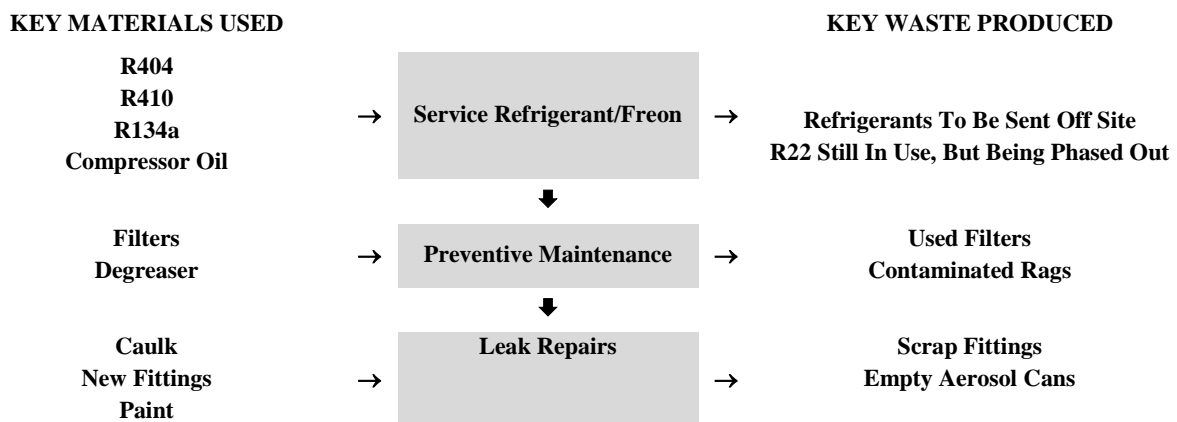 KEY MATERIALS USED
KEY WASTE PRODUCED
R404
R410
R134a
Compressor Oil
→
Service Refrigerant/Freon
→
Refrigerants To Be Sent Off Site
R22 Still In Use, But Being Phased Out
Filters
Degreaser
→
Preventive Maintenance
→
Used Filters
Contaminated Rags
Caulk
New Fittings
Paint
→
Leak Repairs
→
Scrap Fittings
Empty Aerosol Cans